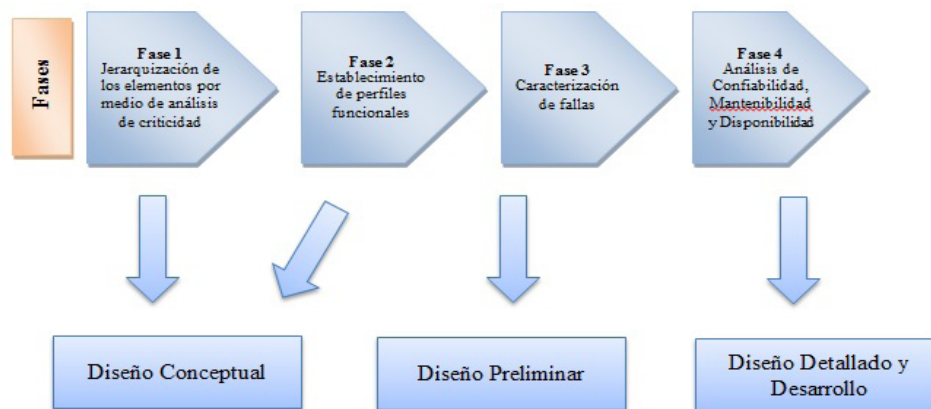 Fases
Fase 1
Jerarquización de
los elementos por
medio de análisis
de criticidad
Fase 2
Establecimiento
de perfiles
funcionales
Fase 3
Caracterización
de fallas
Fase 4
Análisis de
Confiabilidad,
Mantenibilidad
y Disponibilidad
Diseño Conceptual
Diseño Preliminar
Diseño Detallado y
Desarrollo